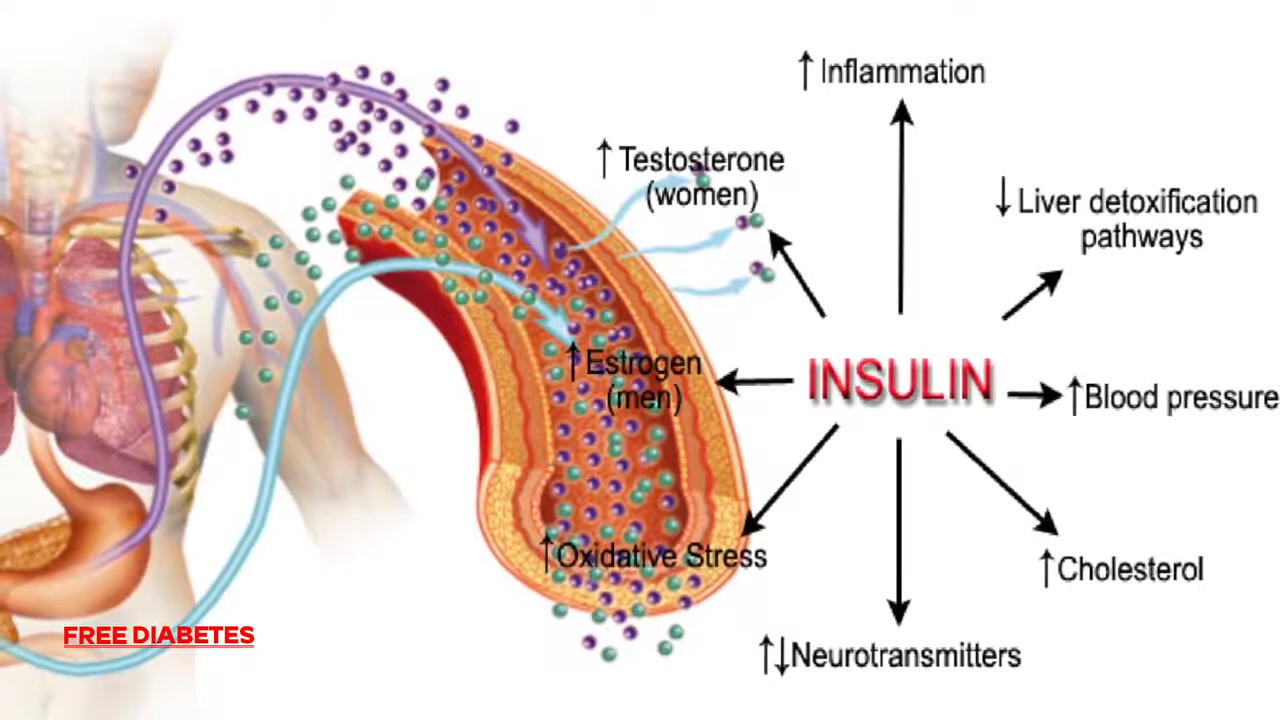 ↑ Inflammation
↑ Testosterone
(women)
↓ Liver detoxification
pathways
↑ Estrogen
(men)
INSULIN
↑ Blood pressure
↑ Oxidative Stress
↑ Cholesterol
↑↓ Neurotransmitters
FREE DIABETES